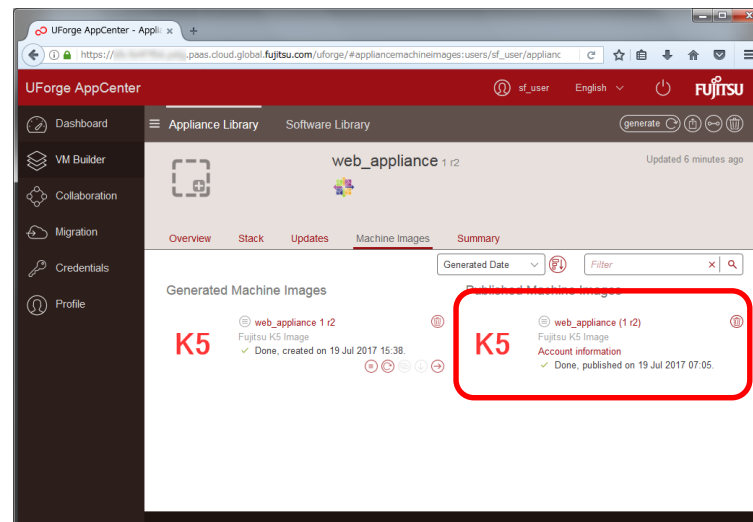 UForge AppCenter - Appli
https:// .paas.cloud.global.fujitsu.com/uforge/#appliancemachineimages:users/sf_user/applianc
UForge AppCenter
sf_user
English
FUJITSU
Dashboard
Appliance Library
Software Library
generate
VM Builder
web_appliance 1 r2
Updated 6 minutes ago
Collaboration
Migration
Overview
Stack
Updates
Machine Images
Summary
Credentials
Generated Date
Filter
Profile
Generated Machine Images
Published Machine Images
K5
web_appliance 1 r2
Fujitsu K5 Image
Done, created on 19 Jul 2017 15:38.
K5
web_appliance (1 r2)
Fujitsu K5 Image
Account information
Done, published on 19 Jul 2017 07:05.